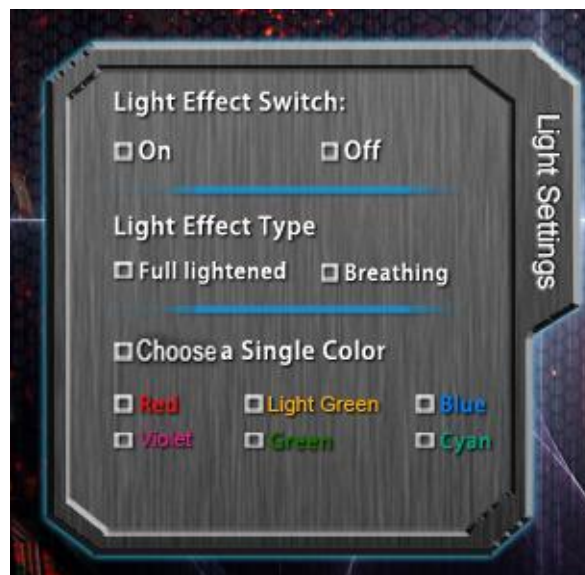 Light Effect Switch:
On Off
Light Effect Type
Full lightened Breathing
Choose a Single Color
Red Light Green Blue
Violet Green Cyan
Light Settings